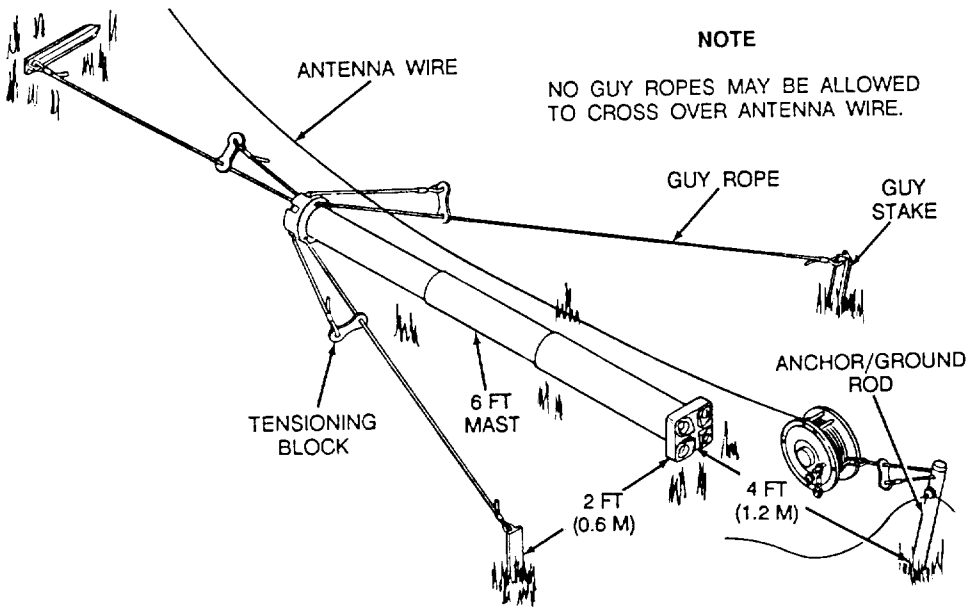 NOTE
NO GUY ROPES MAY BE ALLOWED
TO CROSS OVER ANTENNA WIRE.
ANTENNA WIRE
GUY ROPE
GUY
STAKE
ANCHOR/GROUND
ROD
TENSIONING
BLOCK
6 FT
MAST
2 FT
(0.6 M)
4 FT
(1.2 M)